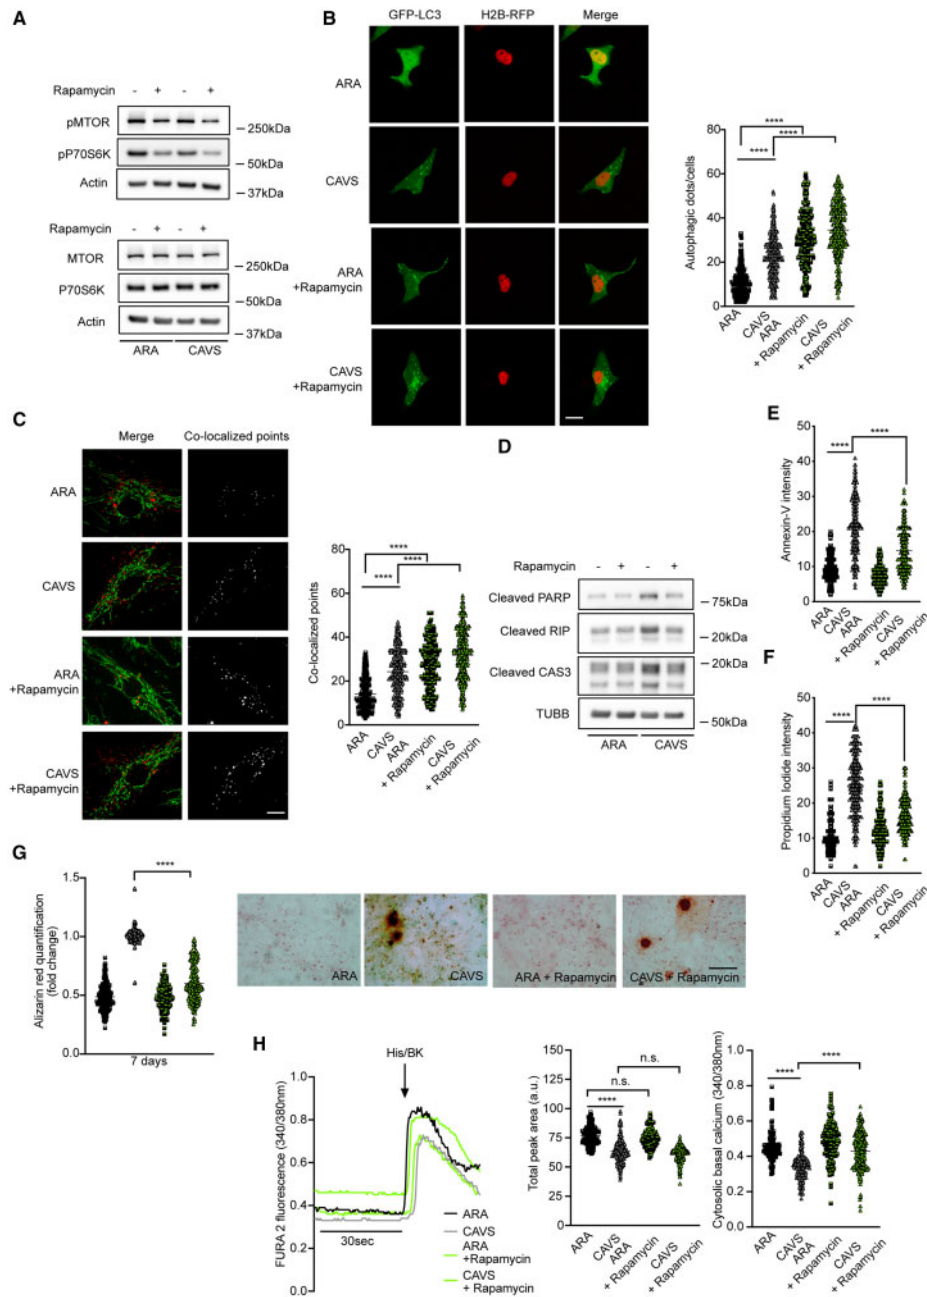 A
Rapamycin - + - +
pMTOR
250kDa
pP70S6K
50kDa
Actin
37kDa
Rapamycin - + - +
MTOR
250kDa
P70S6K
50kDa
Actin
37kDa
ARA CAVS
B
GFP-LC3 H2B-RFP Merge
ARA
CAVS
ARA
+Rapamycin
CAVS
+Rapamycin
Autophagic dots/cells
80
60
40
20
0
****
****
****
ARA
CAVS
ARA
+ Rapamycin
CAVS
+ Rapamycin
C
Merge Co-localized points
ARA
CAVS
ARA
+Rapamycin
CAVS
+Rapamycin
Co-localized points
80
60
40
20
0
****
****
****
ARA
CAVS
ARA
+ Rapamycin
CAVS
+ Rapamycin
D
Rapamycin - + - +
Cleaved PARP
75kDa
Cleaved RIP
20kDa
Cleaved CAS3
20kDa
TUBB
50kDa
ARA CAVS
E
Annexin-V intensity
50
40
30
20
10
0
****
****
ARA
CAVS
ARA
+ Rapamycin
CAVS
+ Rapamycin
F
Propidium Iodide intensity
50
40
30
20
10
0
****
****
ARA
CAVS
ARA
+ Rapamycin
CAVS
+ Rapamycin
G
Alizarin red quantification
(fold change)
1.5
1.0
0.5
0.0
****
7 days
ARA
CAVS
ARA + Rapamycin
CAVS + Rapamycin
H
His/BK
FURA 2 fluorescence (340/380nm)
1.0
0.8
0.6
0.4
0.0
30sec
ARA
CAVS
ARA
+Rapamycin
CAVS
+ Rapamycin
Total peak area (a.u.)
150
125
100
75
50
25
0
n.s.
n.s.
****
ARA
CAVS
ARA
+ Rapamycin
CAVS
+ Rapamycin
Cytosolic basal calcium (340/380nm)
1.0
0.8
0.6
0.4
0.2
0.0
****
****
ARA
CAVS
ARA
+ Rapamycin
CAVS
+ Rapamycin